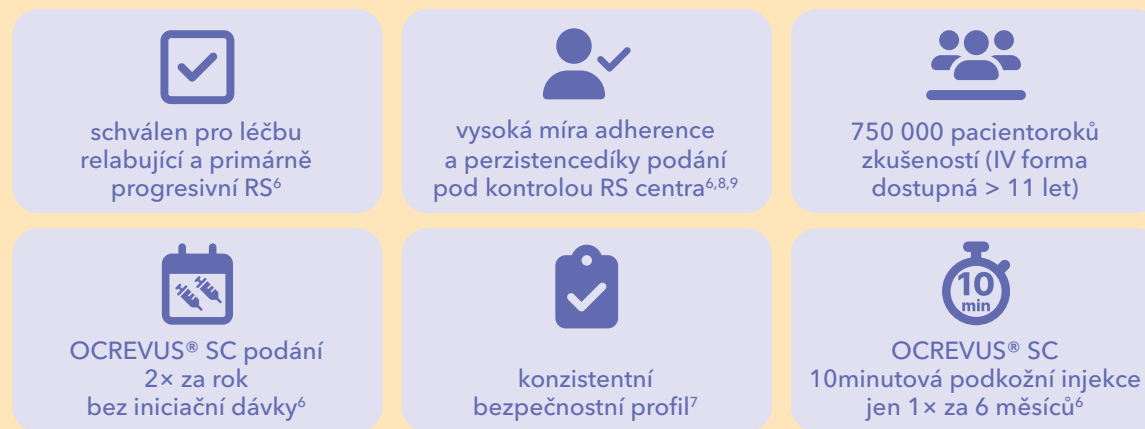 schválen pro léčbu
relabující a primárně
progresivní RS⁶
vysoká míra adherence
a perzistencedíky podání
pod kontrolou RS centra⁶,⁸,⁹
750 000 pacientoroků
zkušeností (IV forma
dostupná > 11 let)
OCREVUS® SC podání
2× za rok
bez iniciační dávky⁶
konzistentní
bezpečnostní profil⁷
10
min
OCREVUS® SC
10minutová podkožní injekce
jen 1× za 6 měsíců⁶